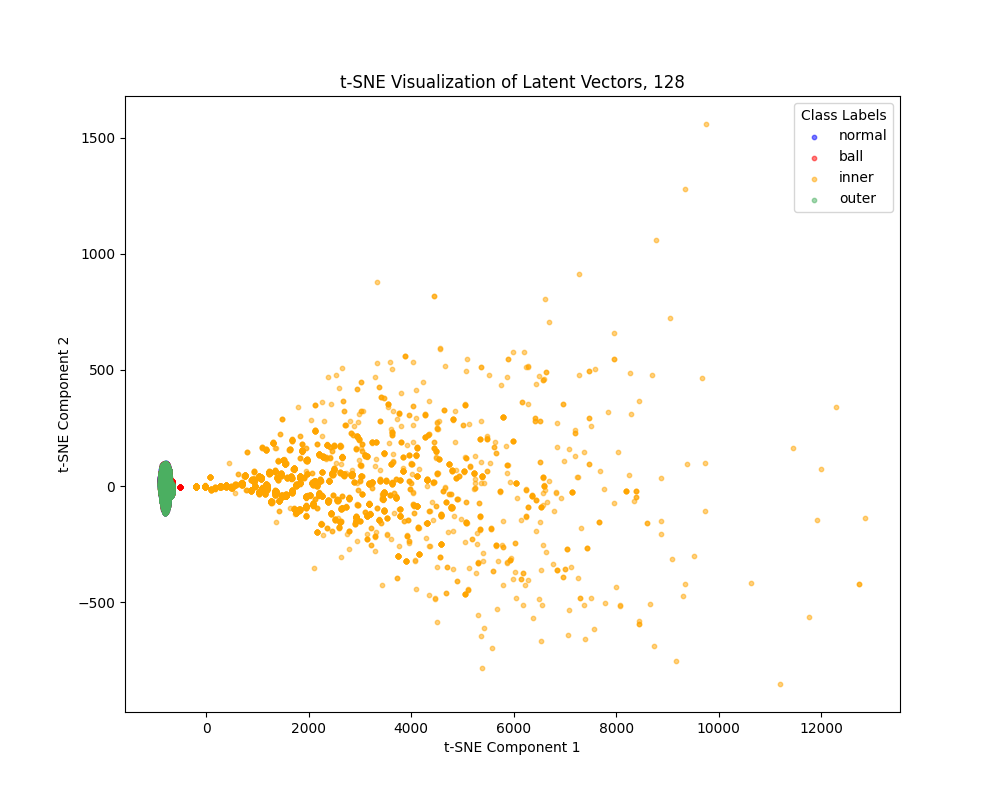 t-SNE Visualization of Latent Vectors, 128
Class Labels
normal
ball
inner
outer
1500
1000
500
0
−500
t-SNE Component 2
0
2000
4000
6000
8000
10000
12000
t-SNE Component 1